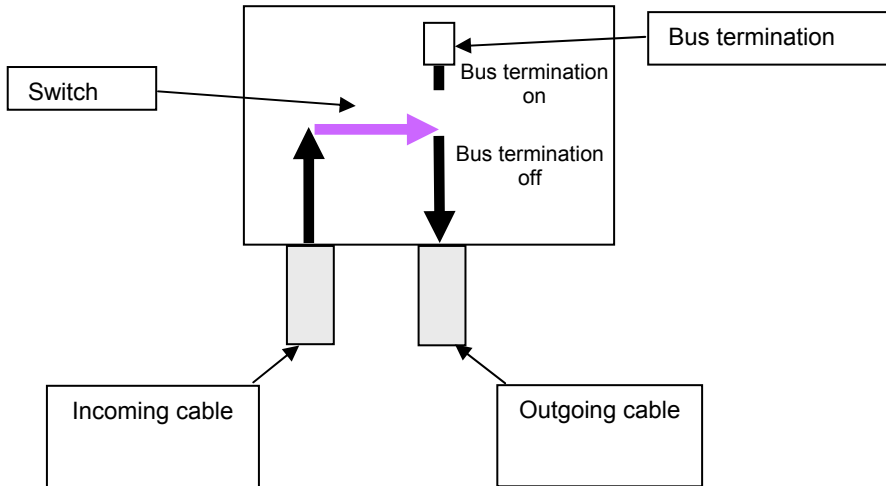 Bus termination
Bus termination
on
Switch
Bus termination
off
Incoming cable
Outgoing cable